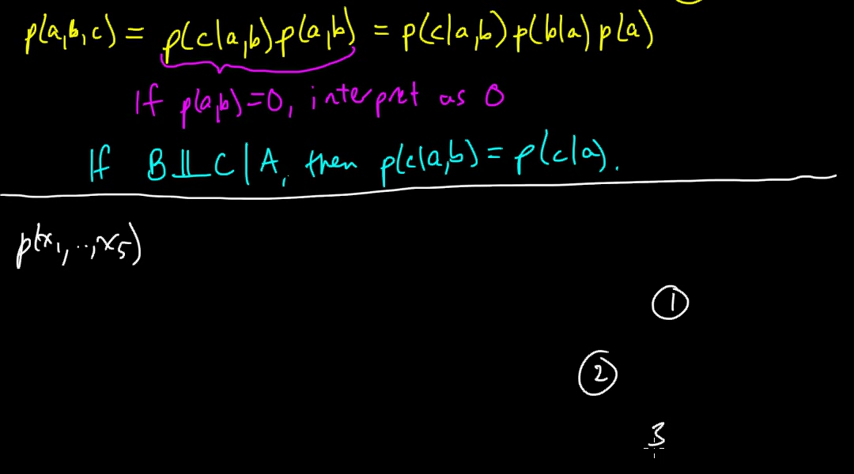 p(a,b,c) = p(c|a,b) p(a,b) = p(c|a,b) p(b|a) p(a)
If p(a,b)=0, interpret as 0
If B⫫C|A, then p(c|a,b) = p(c|a).
p(x₁,..,x₅)
1
2
3